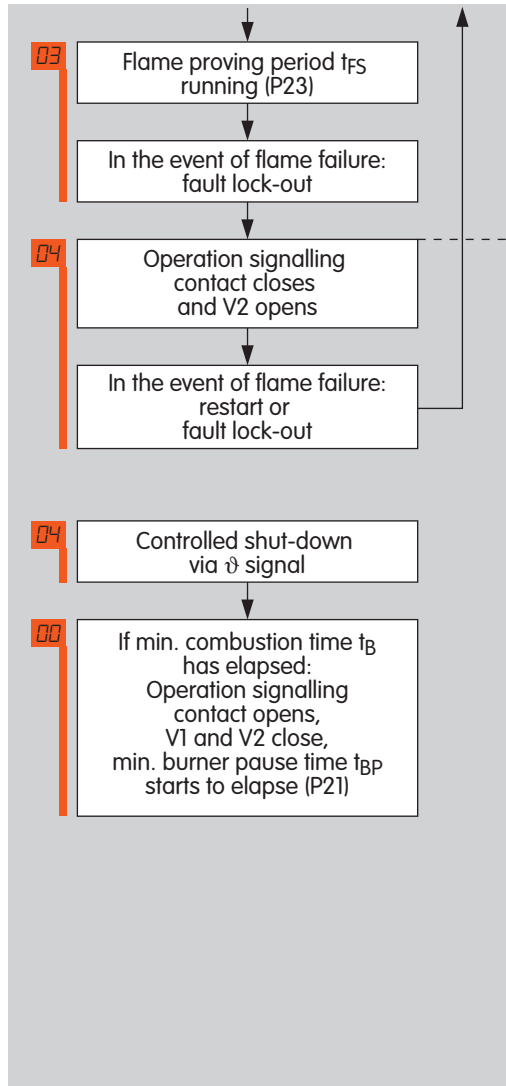 03
Flame proving period tFS
running (P23)
In the event of flame failure:
fault lock-out
04
Operation signalling
contact closes
and V2 opens
In the event of flame failure:
restart or
fault lock-out
04
Controlled shut-down
via ϑ signal
00
If min. combustion time tB
has elapsed:
Operation signalling
contact opens,
V1 and V2 close,
min. burner pause time tBP
starts to elapse (P21)